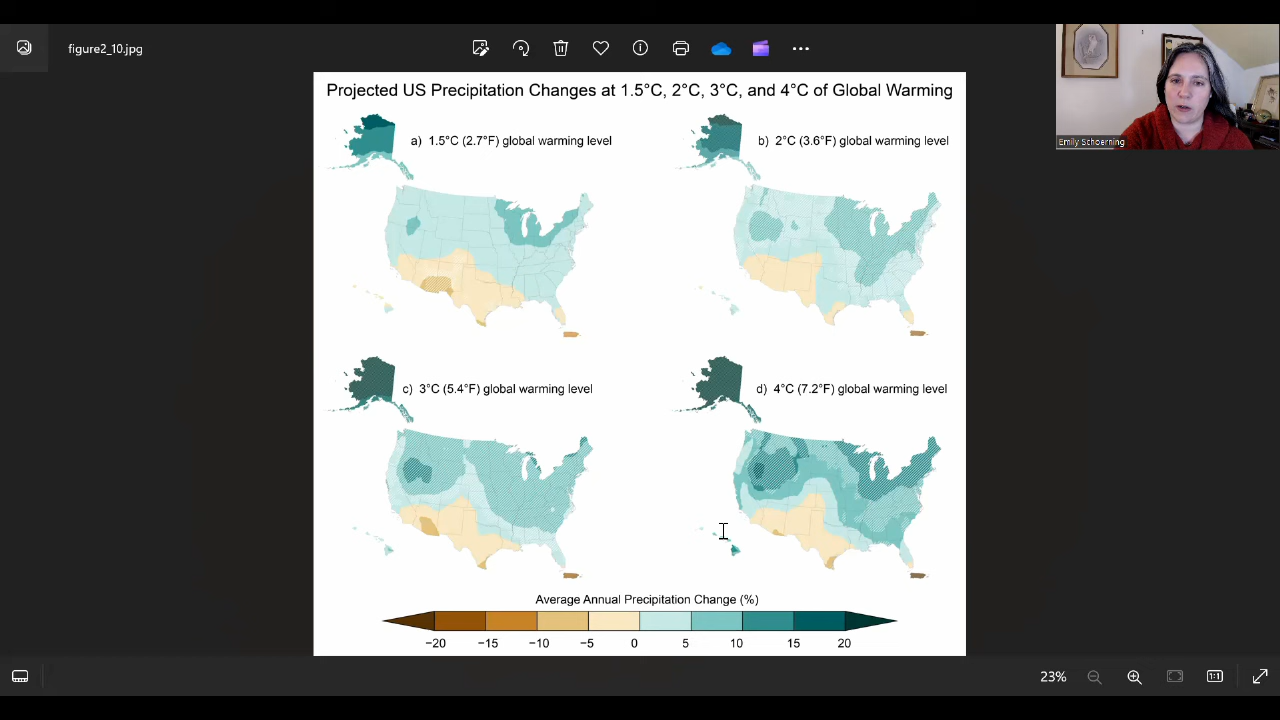 figure2_10.jpg
Emily Schoerning
Projected US Precipitation Changes at 1.5°C, 2°C, 3°C, and 4°C of Global Warming
a) 1.5°C (2.7°F) global warming level
b) 2°C (3.6°F) global warming level
c) 3°C (5.4°F) global warming level
d) 4°C (7.2°F) global warming level
Average Annual Precipitation Change (%)
−20 −15 −10 −5 0 5 10 15 20
23%
1:1